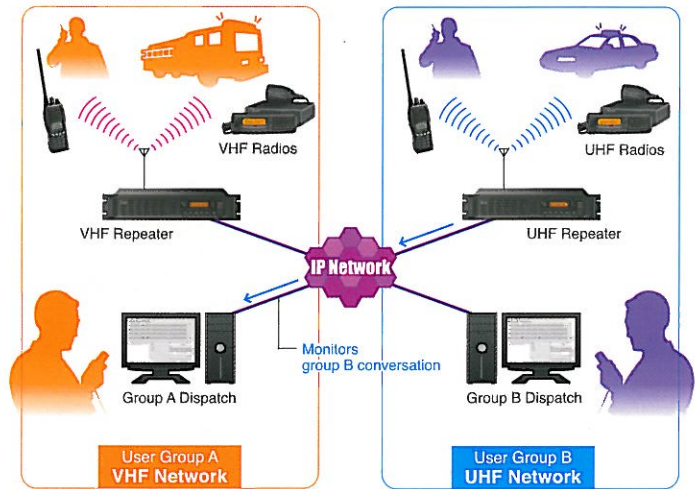 VHF Radios
UHF Radios
VHF Repeater
UHF Repeater
IP Network
Monitors
group B conversation
Group A Dispatch
Group B Dispatch
User Group A
VHF Network
User Group B
UHF Network